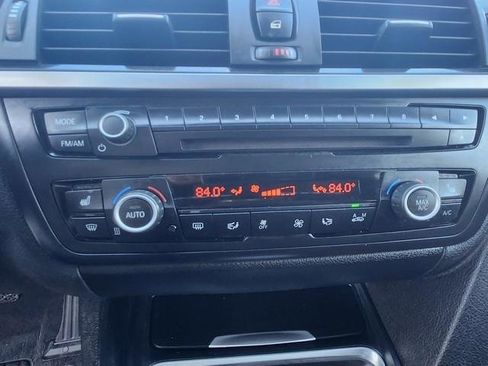 MODE
1 2 3 4 5 6 7 8
FM/AM
84.0° 84.0°
AUTO
MAX A/C
OFF
A M
A/C